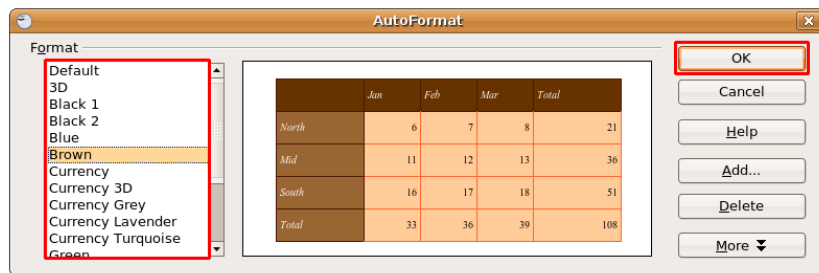 AutoFormat
Format
Default
3D
Black 1
Black 2
Blue
Brown
Currency
Currency 3D
Currency Grey
Currency Lavender
Currency Turquoise
Green
Jan Feb Mar Total
North 6 7 8 21
Mid 11 12 13 36
South 16 17 18 51
Total 33 36 39 108
OK
Cancel
Help
Add...
Delete
More